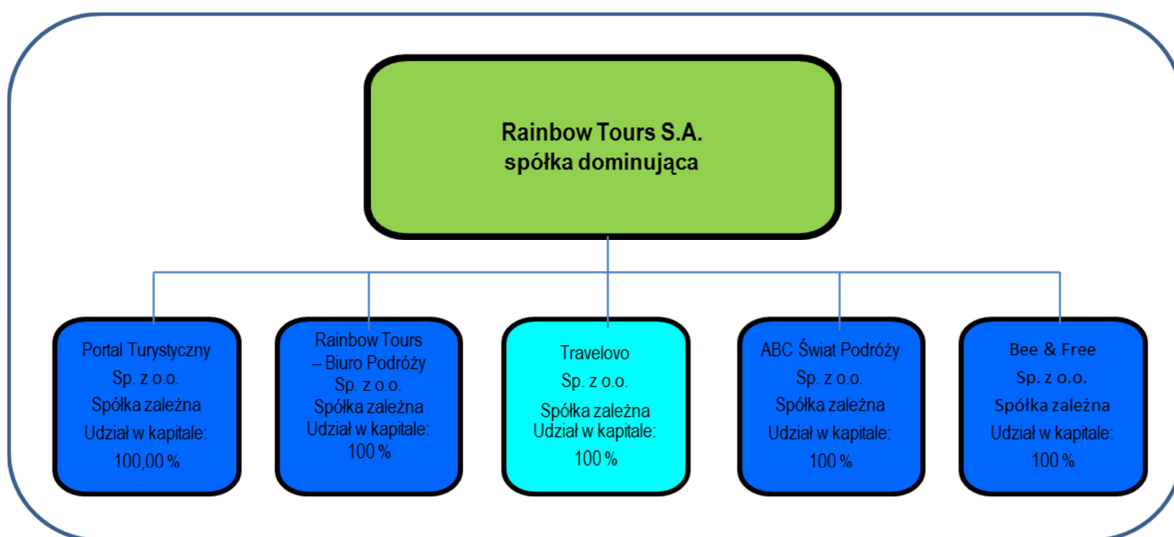 Rainbow Tours S.A.
spółka dominująca
Portal Turystyczny
Sp. z o.o.
Spółka zależna
Udział w kapitale:
100,00 %
Rainbow Tours
– Biuro Podróży
Sp. z o.o.
Spółka zależna
Udział w kapitale:
100 %
Travelovo
Sp. z o.o.
Spółka zależna
Udział w kapitale:
100 %
ABC Świat Podróży
Sp. z o.o.
Spółka zależna
Udział w kapitale:
100 %
Bee & Free
Sp. z o.o.
Spółka zależna
Udział w kapitale:
100 %